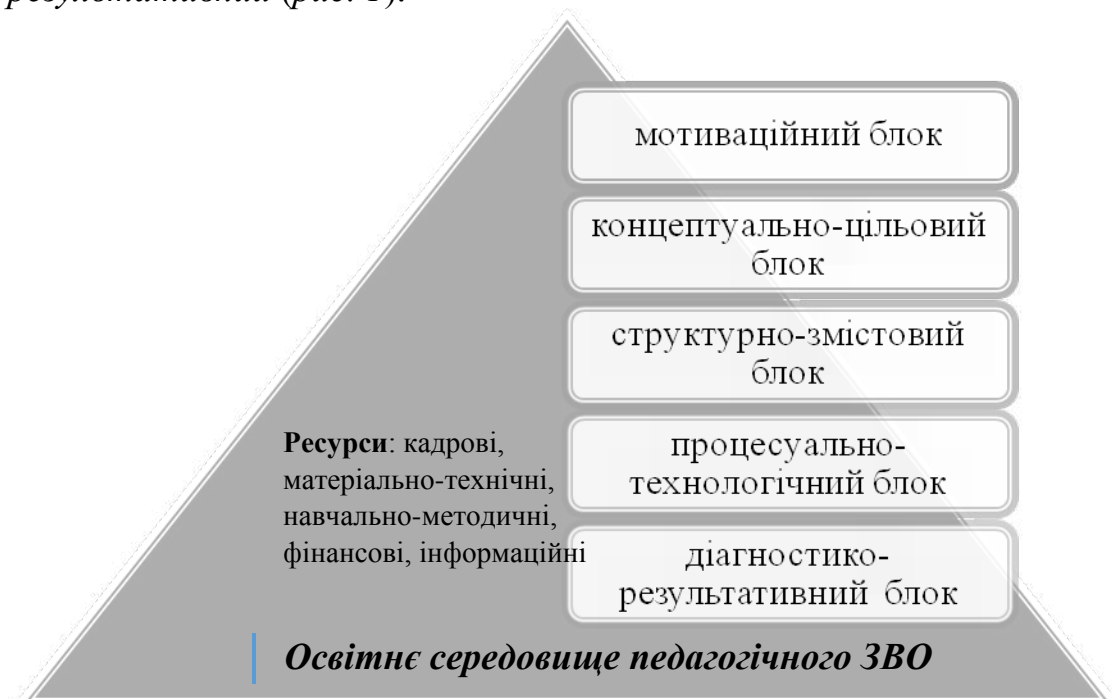 результативний (рис. 1).
мотиваційний блок
концептуально-цільовий
блок
структурно-змістовий
блок
Ресурси: кадрові,
матеріально-технічні,
навчально-методичні,
фінансові, інформаційні
процесуально-
технологічний блок
діагностико-
результативний блок
Освітнє середовище педагогічного ЗВО